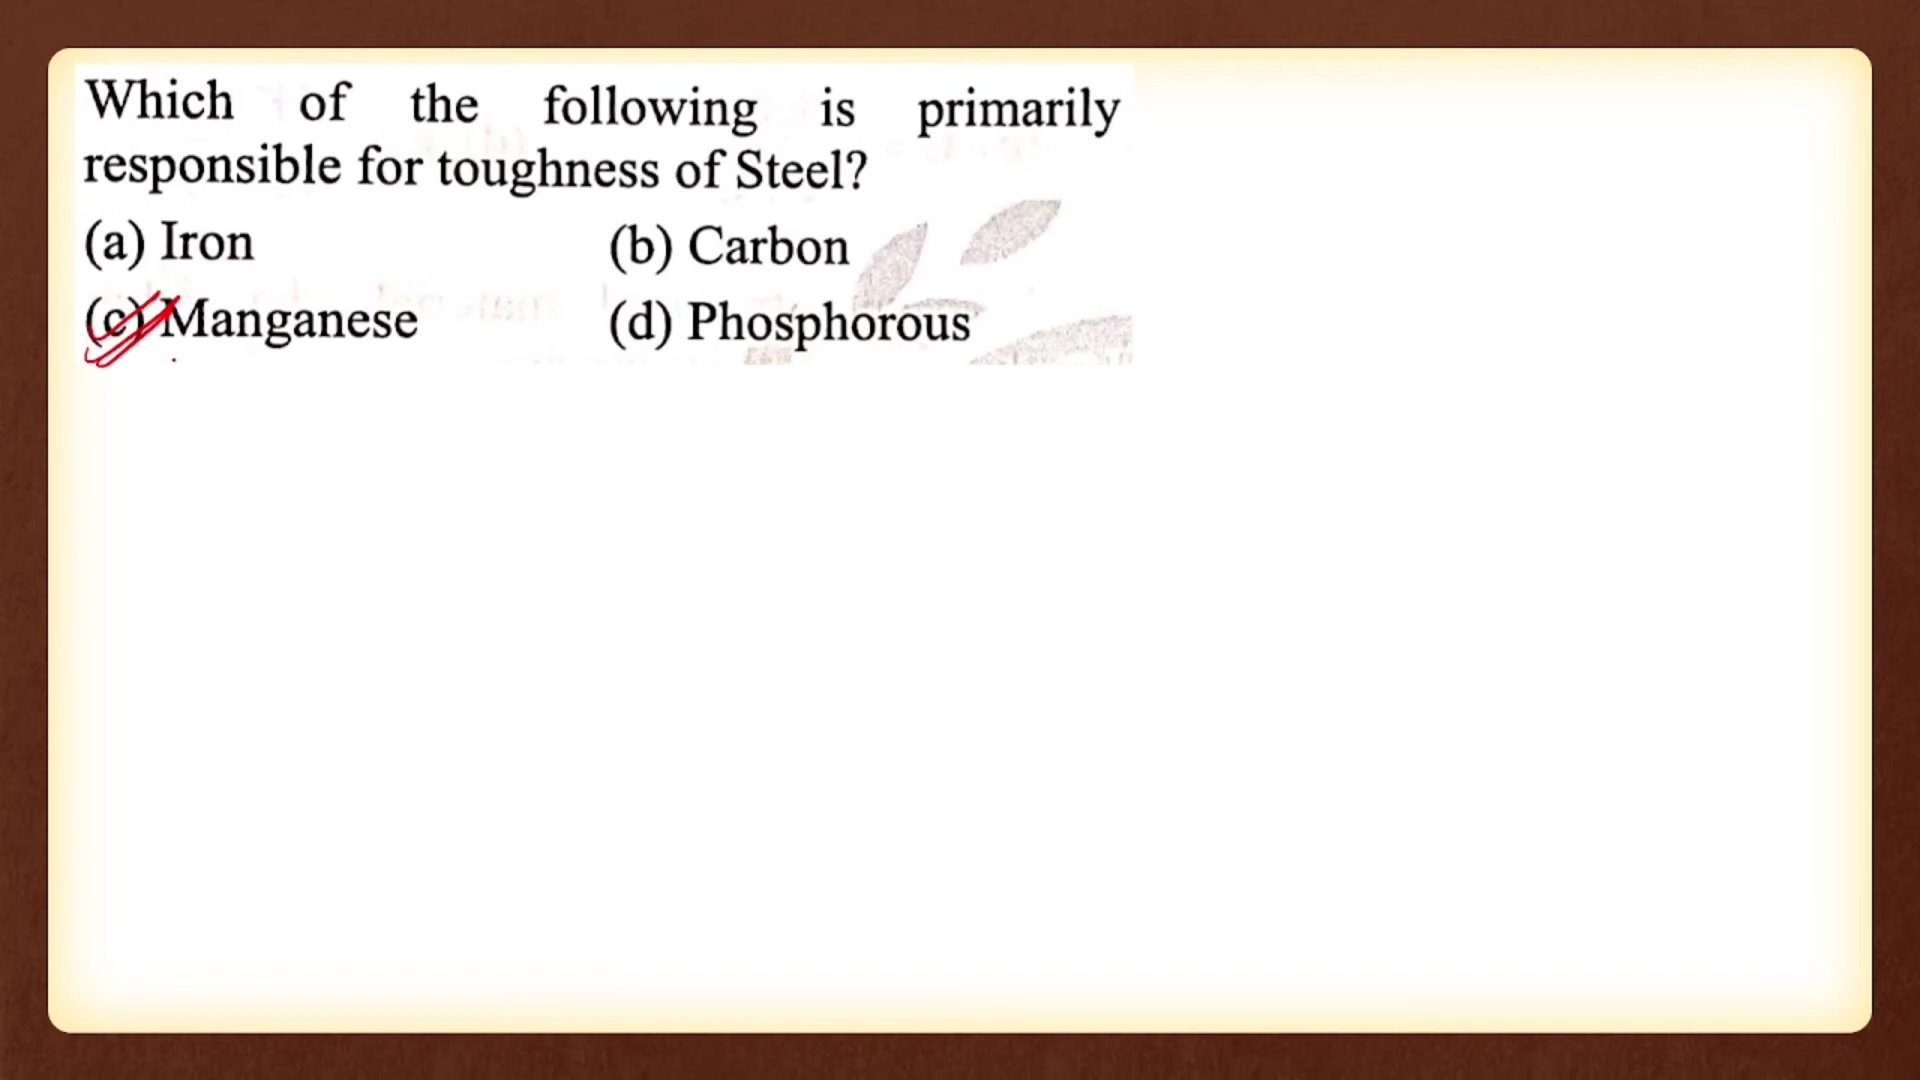 Which of the following is primarily
responsible for toughness of Steel?
(a) Iron (b) Carbon
(c) Manganese (d) Phosphorous